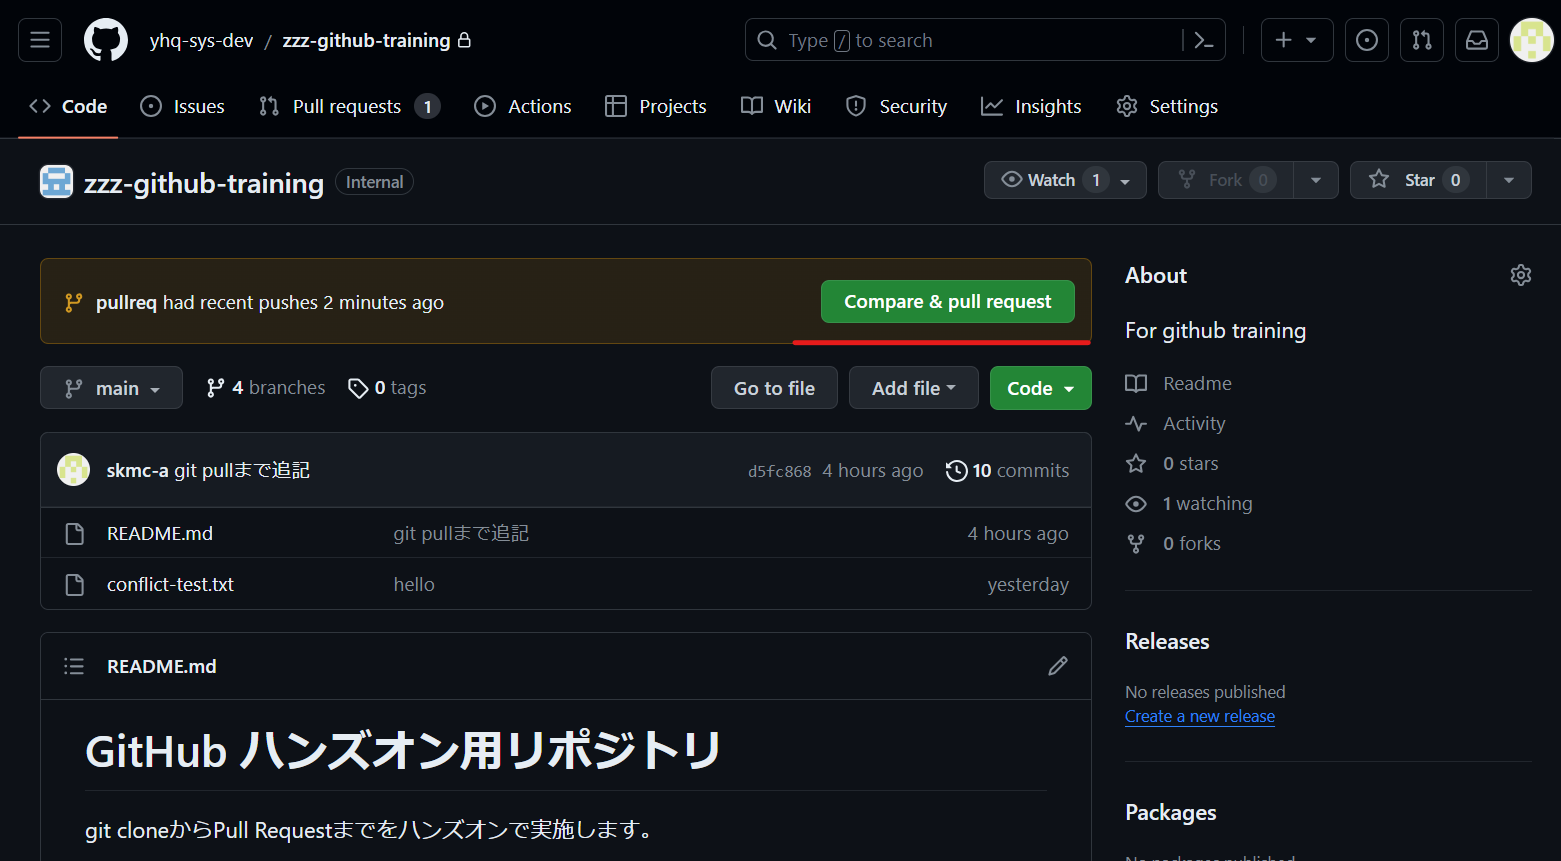 yhq-sys-dev / zzz-github-training
Type / to search
Code Issues Pull requests 1 Actions Projects Wiki Security Insights Settings
zzz-github-training Internal
Watch 1 Fork 0 Star 0
pullreq had recent pushes 2 minutes ago Compare & pull request
main 4 branches 0 tags Go to file Add file Code
skmc-a git pullまで追記 d5fc868 4 hours ago 10 commits
README.md git pullまで追記 4 hours ago
conflict-test.txt hello yesterday
README.md
GitHub ハンズオン用リポジトリ
git cloneからPull Requestまでをハンズオンで実施します。
About
For github training
Readme
Activity
0 stars
1 watching
0 forks
Releases
No releases published
Create a new release
Packages
No packages published